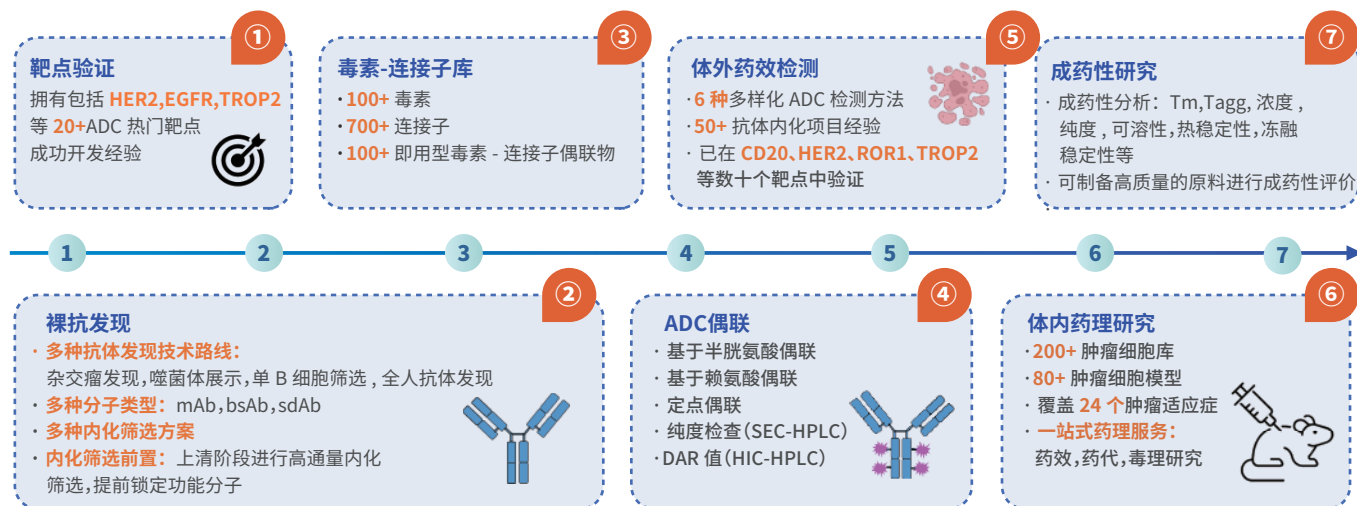 ①
靶点验证
拥有包括 HER2,EGFR,TROP2
等 20+ADC 热门靶点
成功开发经验
③
毒素-连接子库
·100+ 毒素
·700+ 连接子
·100+ 即用型毒素 - 连接子偶联物
⑤
体外药效检测
·6 种多样化 ADC 检测方法
·50+ 抗体内化项目经验
· 已在 CD20、HER2、ROR1、TROP2
等数十个靶点中验证
⑦
成药性研究
· 成药性分析：Tm,Tagg, 浓度 ,
纯度 , 可溶性,热稳定性,冻融
稳定性等
· 可制备高质量的原料进行成药性评价
1
2
3
4
5
6
7
②
裸抗发现
· 多种抗体发现技术路线：
杂交瘤发现,噬菌体展示,单 B 细胞筛选 , 全人抗体发现
· 多种分子类型：mAb,bsAb,sdAb
· 多种内化筛选方案
· 内化筛选前置：上清阶段进行高通量内化
筛选,提前锁定功能分子
④
ADC偶联
· 基于半胱氨酸偶联
· 基于赖氨酸偶联
· 定点偶联
· 纯度检查(SEC-HPLC)
·DAR 值(HIC-HPLC)
⑥
体内药理研究
·200+ 肿瘤细胞库
·80+ 肿瘤细胞模型
· 覆盖 24 个肿瘤适应症
· 一站式药理服务：
药效,药代,毒理研究